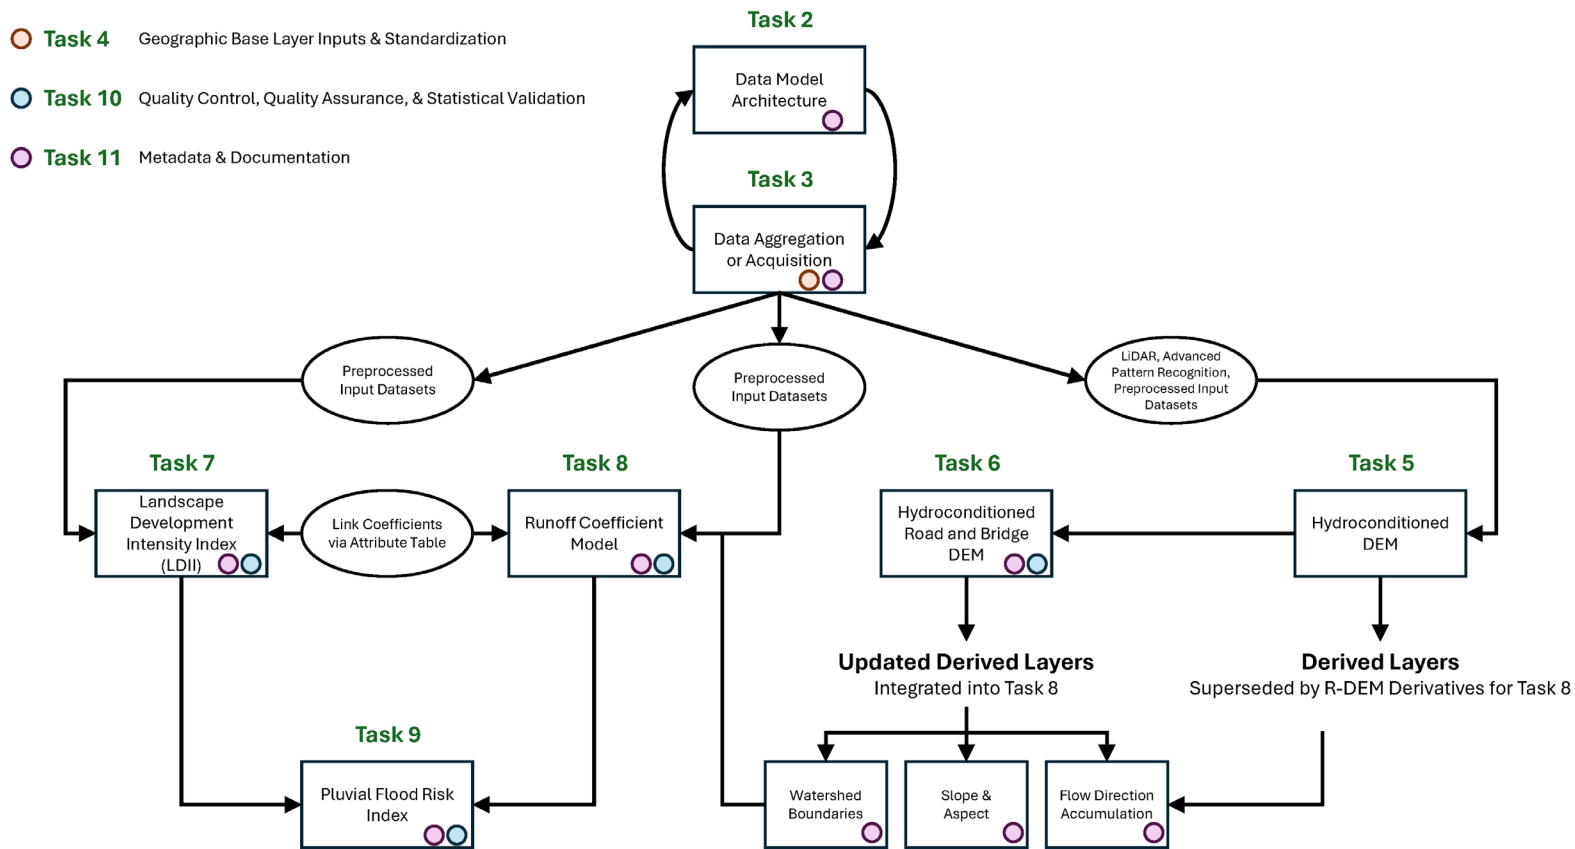 Task 4 Geographic Base Layer Inputs & Standardization
Task 10 Quality Control, Quality Assurance, & Statistical Validation
Task 11 Metadata & Documentation
Task 2
Data Model
Architecture
Task 3
Data Aggregation
or Acquisition
Preprocessed
Input Datasets
Preprocessed
Input Datasets
LiDAR, Advanced
Pattern Recognition,
Preprocessed Input
Datasets
Task 7
Landscape
Development
Intensity Index
(LDII)
Link Coefficients
via Attribute Table
Task 8
Runoff Coefficient
Model
Task 6
Hydroconditioned
Road and Bridge
DEM
Task 5
Hydroconditioned
DEM
Updated Derived Layers
Integrated into Task 8
Derived Layers
Superseded by R-DEM Derivatives for Task 8
Task 9
Pluvial Flood Risk
Index
Watershed
Boundaries
Slope &
Aspect
Flow Direction
Accumulation